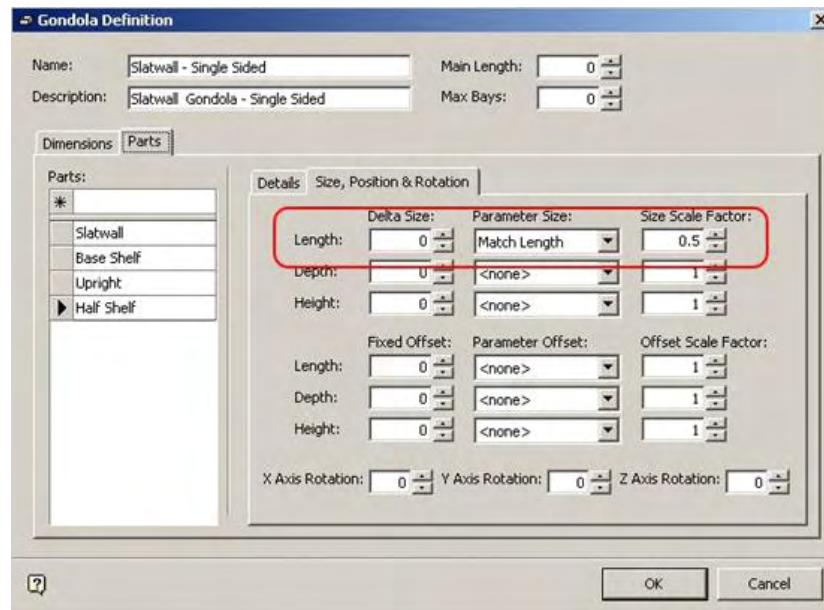 Gondola Definition
Name: Slatwall - Single Sided Main Length: 0
Description: Slatwall Gondola - Single Sided Max Bays: 0
Dimensions Parts
Parts:
Details Size, Position & Rotation
Delta Size: Parameter Size: Size Scale Factor:
Slatwall
Length: 0 Match Length 0.5
Base Shelf
Depth: 0 <none> 1
Upright
Height: 0 <none> 1
Half Shelf
Fixed Offset: Parameter Offset: Offset Scale Factor:
Length: 0 <none> 1
Depth: 0 <none> 1
Height: 0 <none> 1
X Axis Rotation: 0 Y Axis Rotation: 0 Z Axis Rotation: 0
OK Cancel